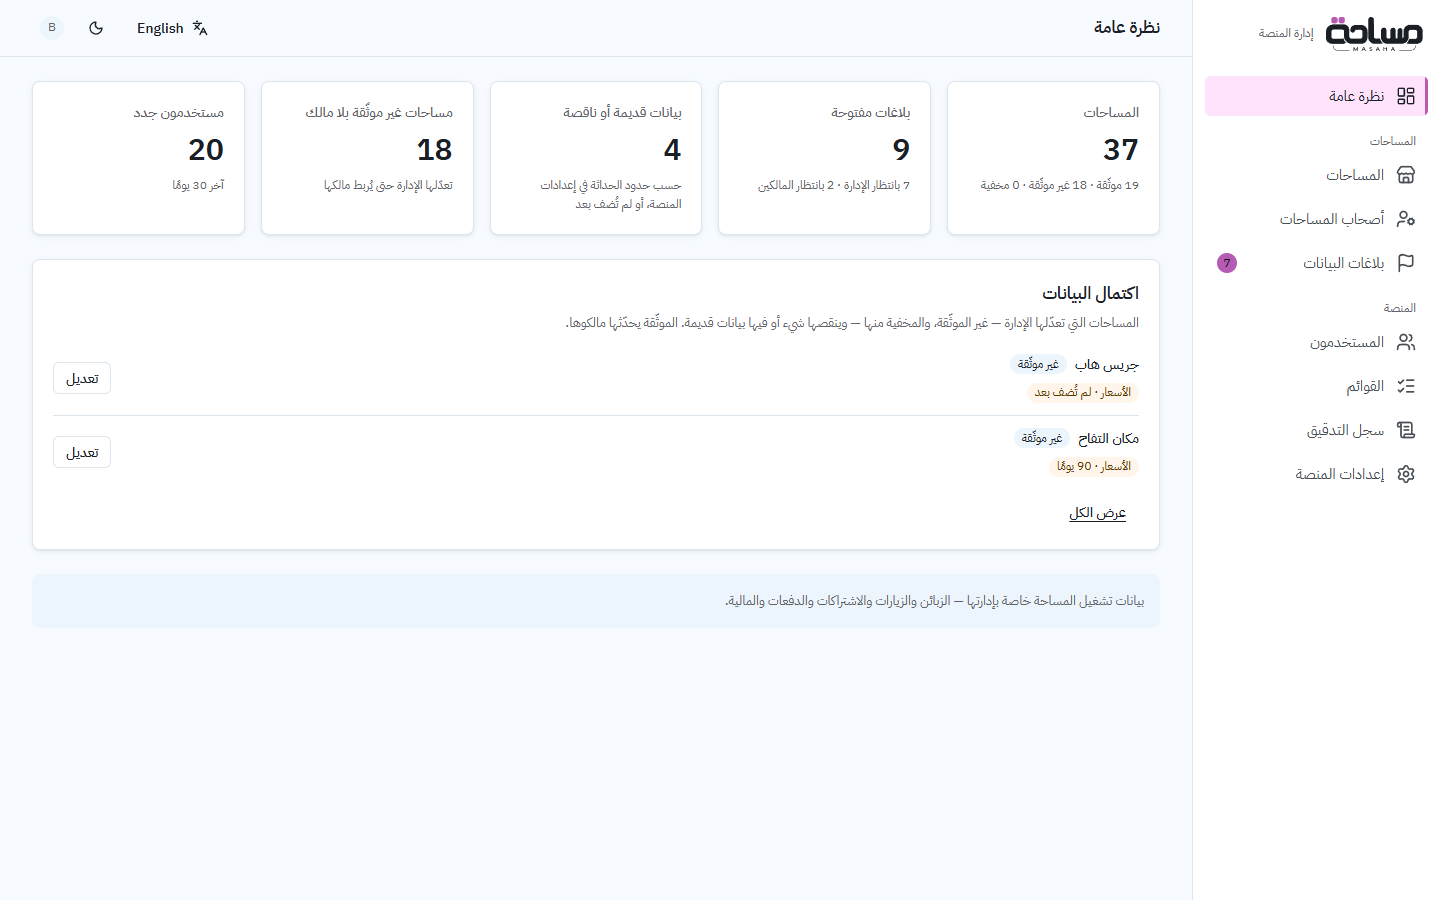 مساحة
MASAHA
إدارة المنصة
نظرة عامة
المساحات
المساحات
أصحاب المساحات
بلاغات البيانات
7
المنصة
المستخدمون
القوائم
سجل التدقيق
إعدادات المنصة
نظرة عامة
English
B
المساحات
37
19 موثّقة · 18 غير موثّقة · 0 مخفية
بلاغات مفتوحة
9
7 بانتظار الإدارة · 2 بانتظار المالكين
بيانات قديمة أو ناقصة
4
حسب حدود الحداثة في إعدادات
المنصة، أو لم تُضف بعد
مساحات غير موثّقة بلا مالك
18
تعدّلها الإدارة حتى يُربط مالكها
مستخدمون جدد
20
آخر 30 يومًا
اكتمال البيانات
المساحات التي تعدّلها الإدارة — غير الموثّقة، والمخفية منها — وينقصها شيء أو فيها بيانات قديمة. الموثّقة يحدّثها مالكوها.
جريس هاب غير موثّقة
الأسعار · لم تُضف بعد
تعديل
مكان التفاح غير موثّقة
الأسعار · 90 يومًا
تعديل
عرض الكل
بيانات تشغيل المساحة خاصة بإدارتها — الزبائن والزيارات والاشتراكات والدفعات والمالية.